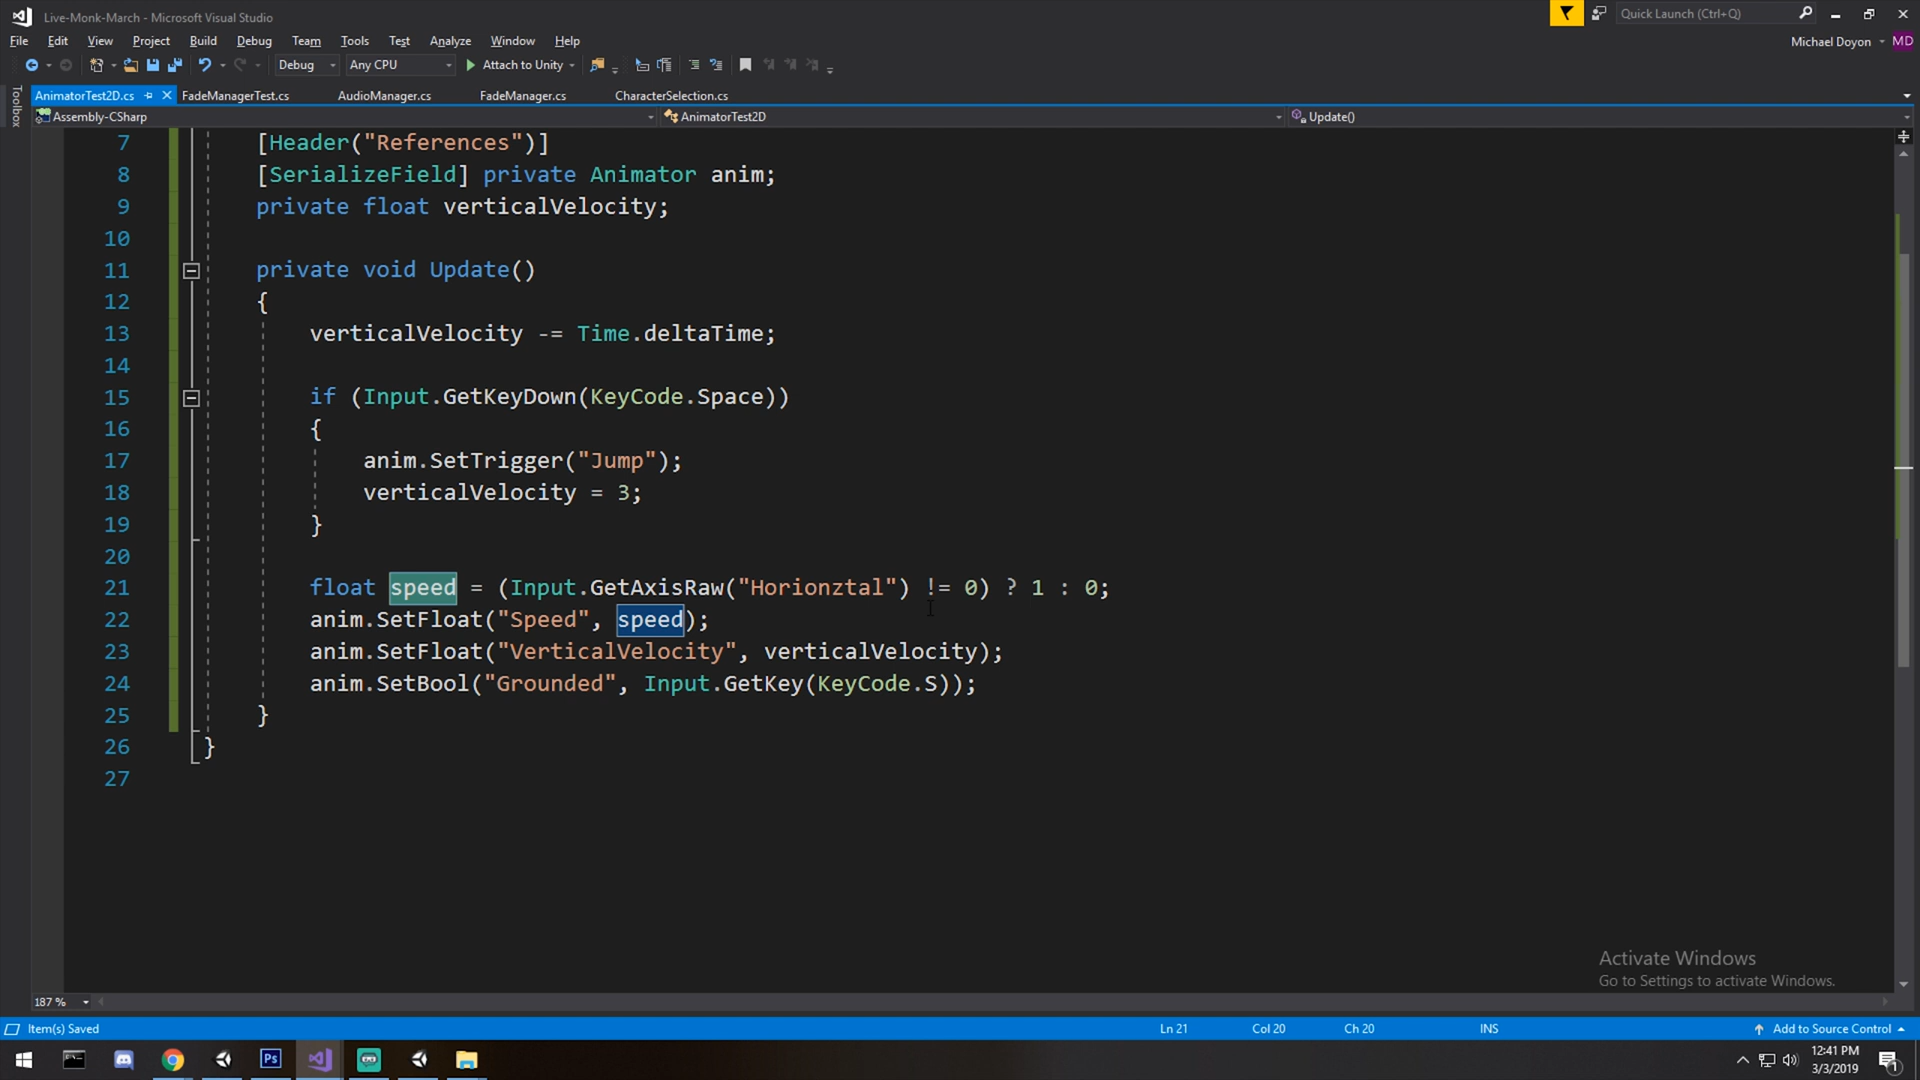 Live-Monk-March - Microsoft Visual Studio
Quick Launch (Ctrl+Q)
File Edit View Project Build Debug Team Tools Test Analyze Window Help
Michael Doyon MD
Debug Any CPU Attach to Unity
Toolbox
AnimatorTest2D.cs FadeManagerTest.cs AudioManager.cs FadeManager.cs CharacterSelection.cs
Assembly-CSharp AnimatorTest2D Update()
7 [Header("References")]
8 [SerializeField] private Animator anim;
9 private float verticalVelocity;
10
11 private void Update()
12 {
13 verticalVelocity -= Time.deltaTime;
14
15 if (Input.GetKeyDown(KeyCode.Space))
16 {
17 anim.SetTrigger("Jump");
18 verticalVelocity = 3;
19 }
20
21 float speed = (Input.GetAxisRaw("Horionztal") != 0) ? 1 : 0;
22 anim.SetFloat("Speed", speed);
23 anim.SetFloat("VerticalVelocity", verticalVelocity);
24 anim.SetBool("Grounded", Input.GetKey(KeyCode.S));
25 }
26 }
27
Activate Windows
Go to Settings to activate Windows.
187 %
Item(s) Saved Ln 21 Col 20 Ch 20 INS Add to Source Control
Ps
12:41 PM
3/3/2019
1